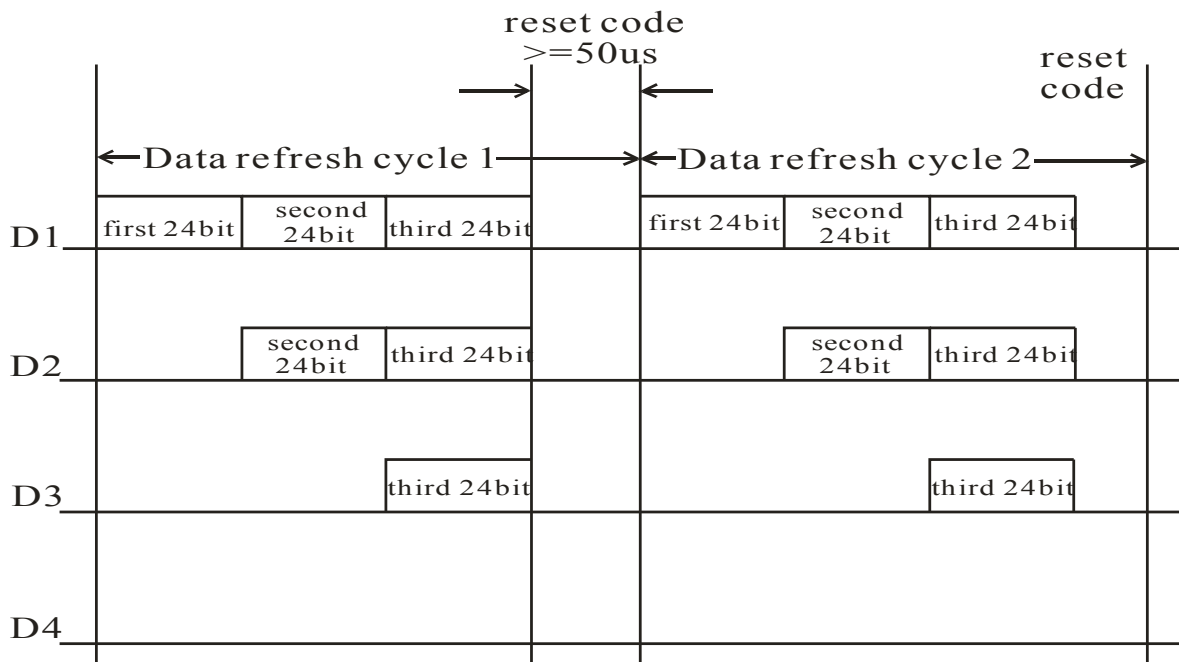 reset code
>=50us
reset
code
Data refresh cycle 1
Data refresh cycle 2
D1
first 24bit
second
24bit
third 24bit
first 24bit
second
24bit
third 24bit
D2
second
24bit
third 24bit
second
24bit
third 24bit
D3
third 24bit
third 24bit
D4